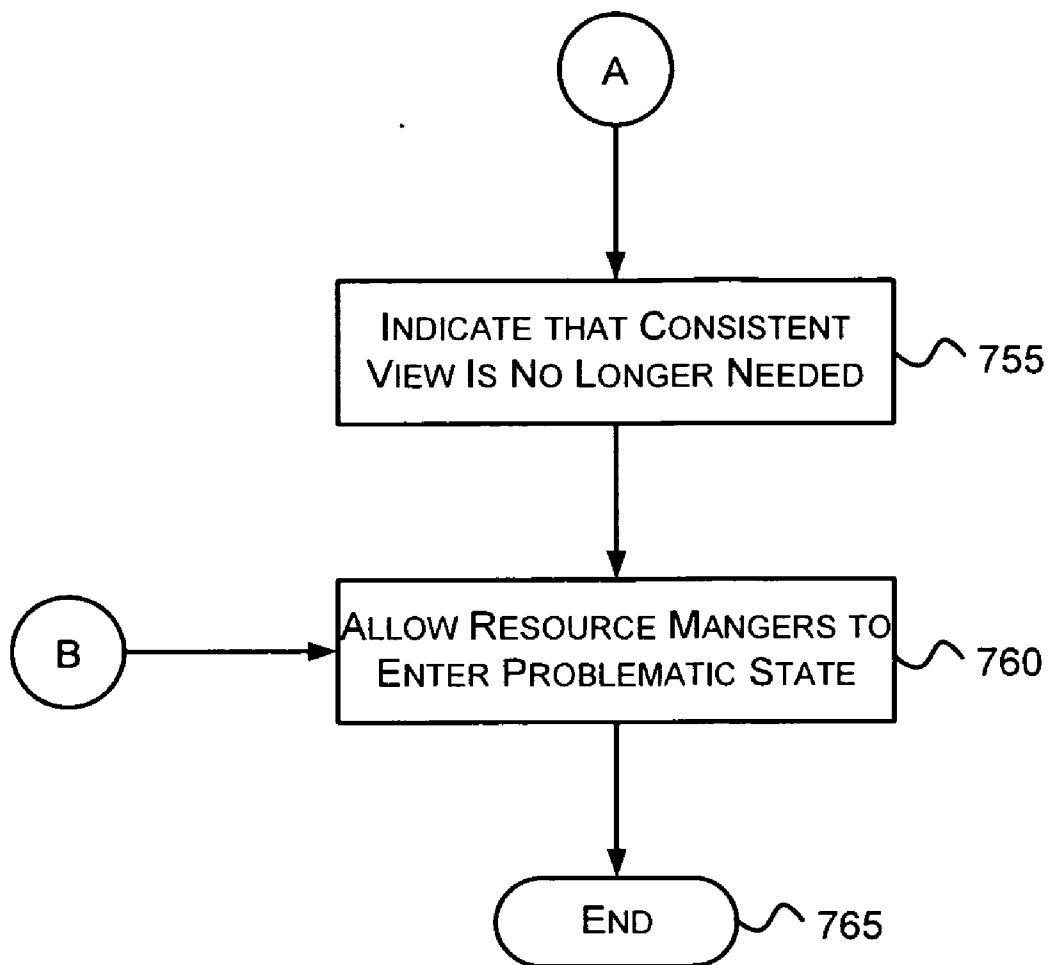 A
INDICATE THAT CONSISTENT
VIEW IS NO LONGER NEEDED
755
B
ALLOW RESOURCE MANGERS TO
ENTER PROBLEMATIC STATE
760
END
765